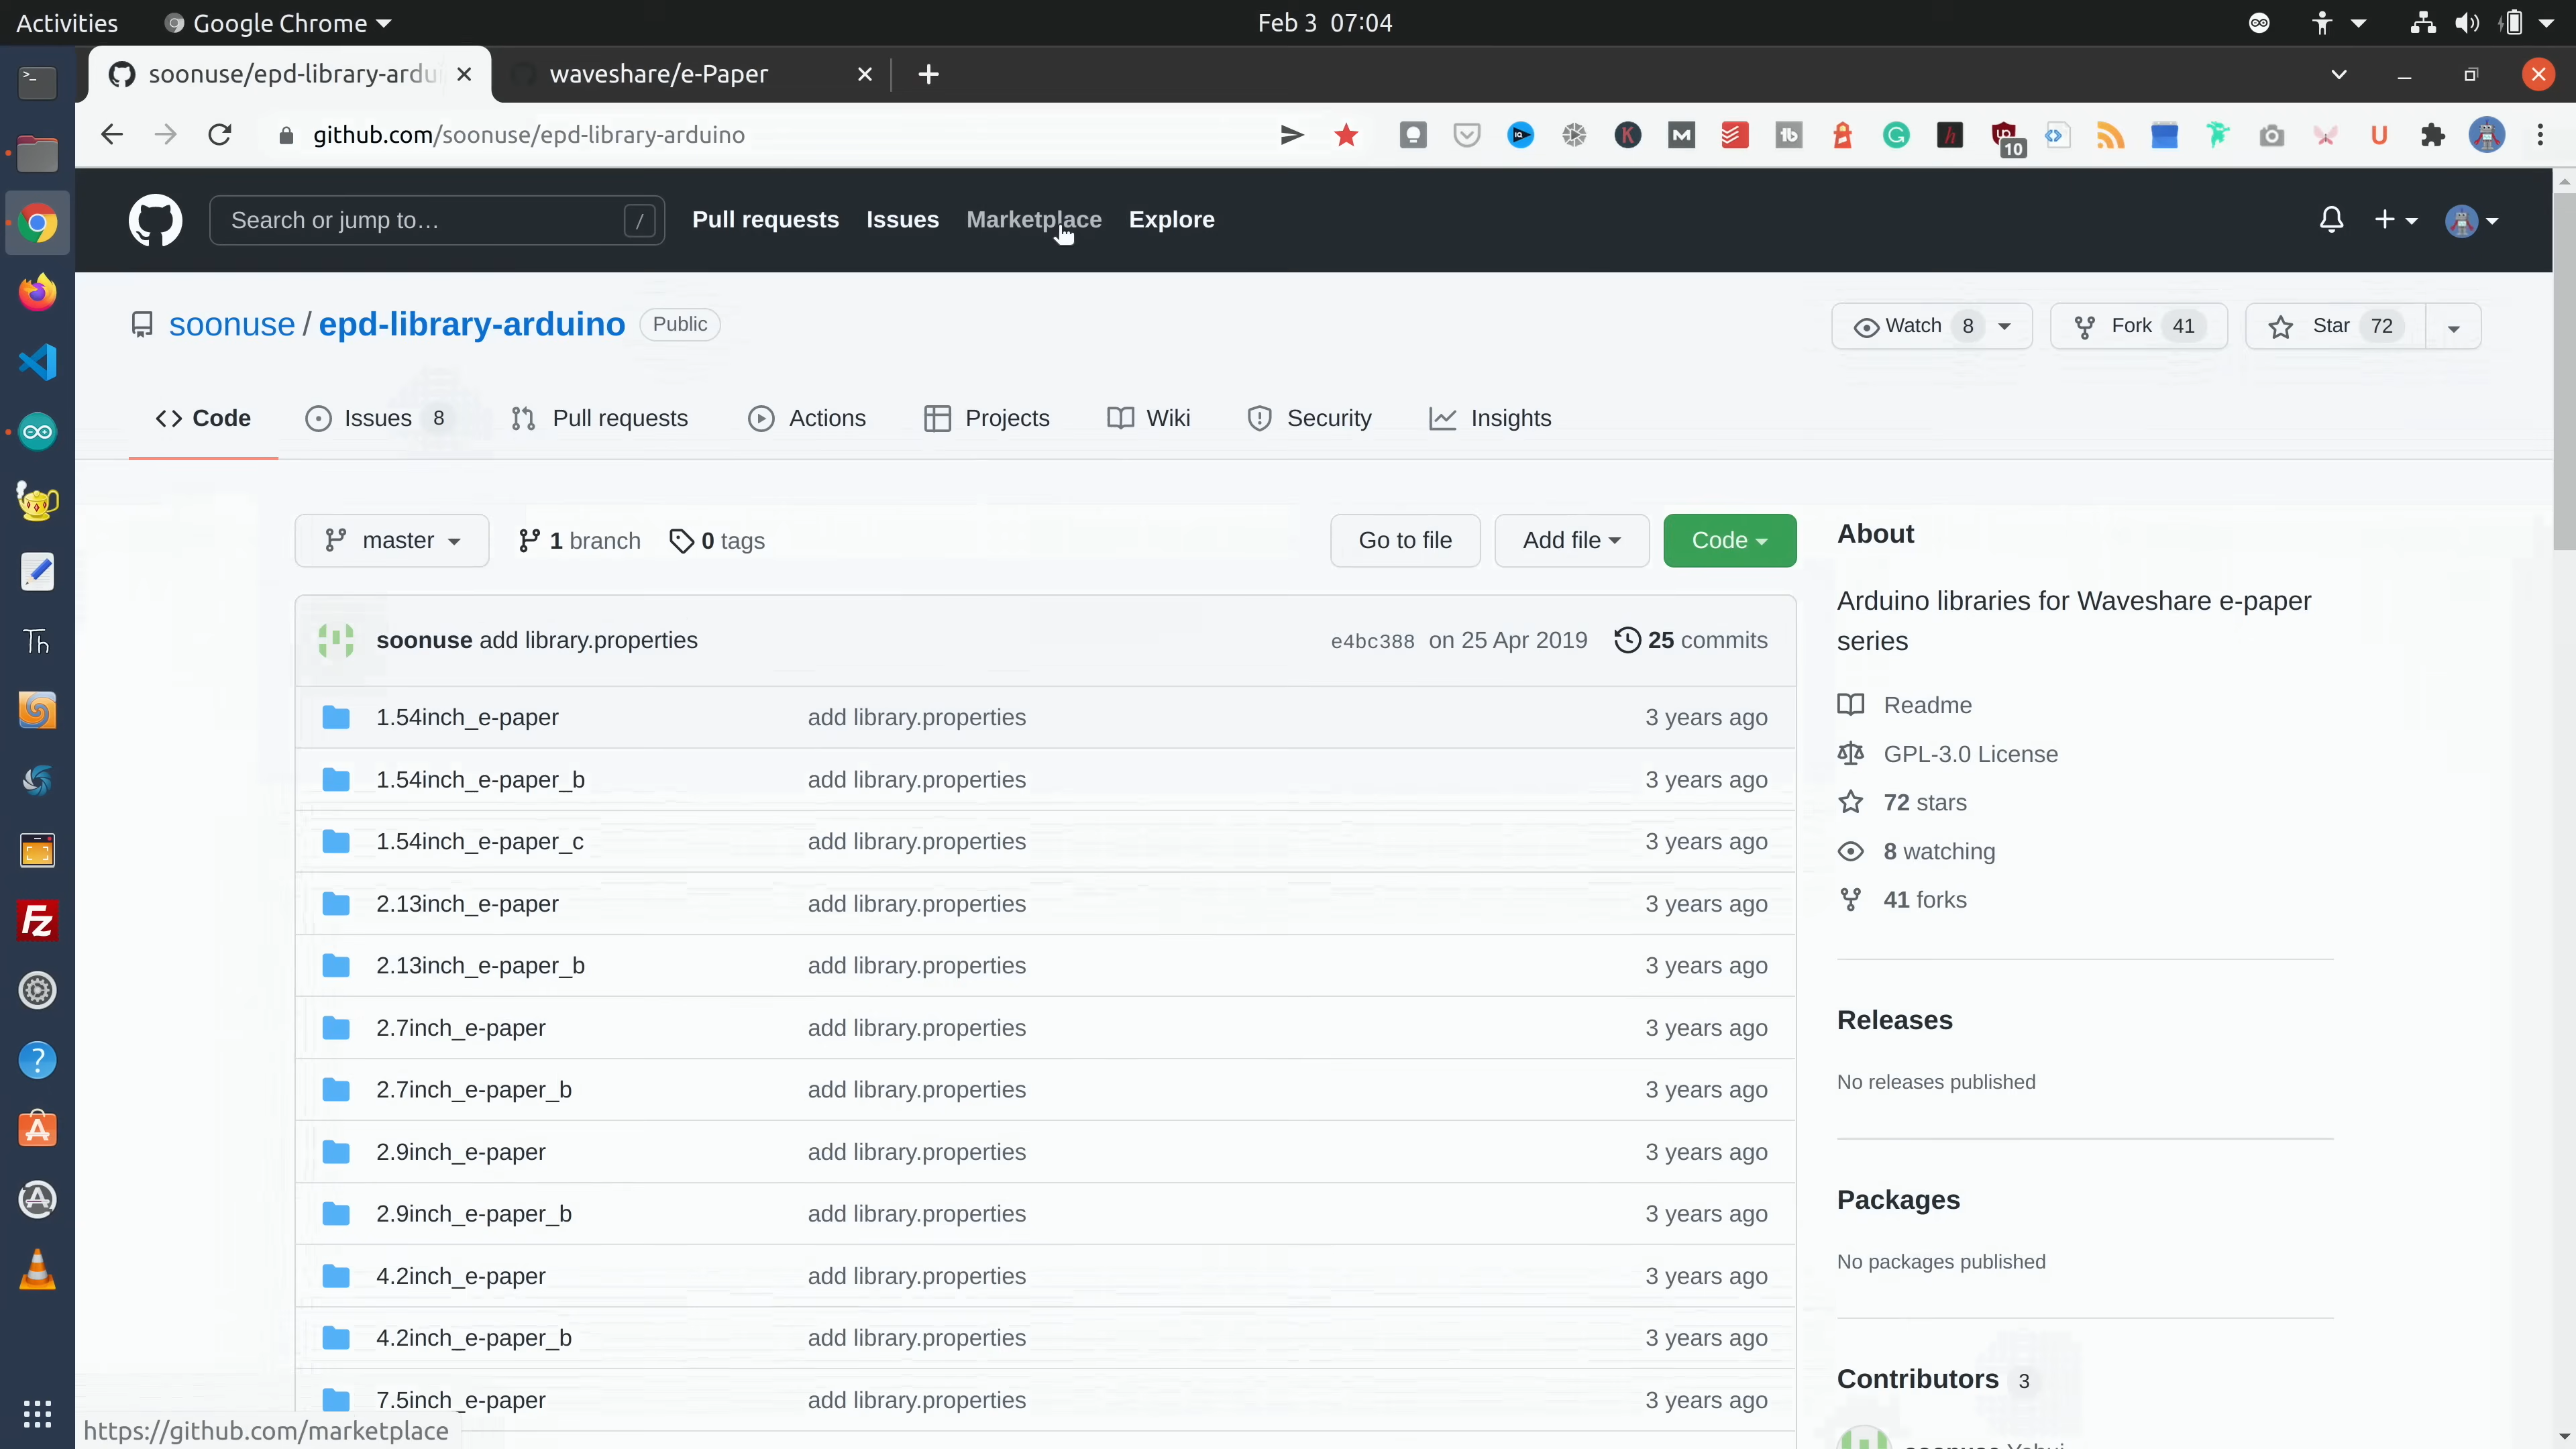 Activities Google Chrome Feb 3 07:04
soonuse/epd-library-ardui waveshare/e-Paper
github.com/soonuse/epd-library-arduino 10
Search or jump to… / Pull requests Issues Marketplace Explore
soonuse / epd-library-arduino Public Watch 8 Fork 41 Star 72
Code Issues 8 Pull requests Actions Projects Wiki Security Insights
master 1 branch 0 tags Go to file Add file Code
About
Arduino libraries for Waveshare e-paper
series
soonuse add library.properties e4bc388 on 25 Apr 2019 25 commits
1.54inch_e-paper add library.properties 3 years ago
1.54inch_e-paper_b add library.properties 3 years ago
1.54inch_e-paper_c add library.properties 3 years ago
2.13inch_e-paper add library.properties 3 years ago
2.13inch_e-paper_b add library.properties 3 years ago
2.7inch_e-paper add library.properties 3 years ago
2.7inch_e-paper_b add library.properties 3 years ago
2.9inch_e-paper add library.properties 3 years ago
2.9inch_e-paper_b add library.properties 3 years ago
4.2inch_e-paper add library.properties 3 years ago
4.2inch_e-paper_b add library.properties 3 years ago
7.5inch_e-paper add library.properties 3 years ago
Readme
GPL-3.0 License
72 stars
8 watching
41 forks
Releases
No releases published
Packages
No packages published
Contributors 3
https://github.com/marketplace